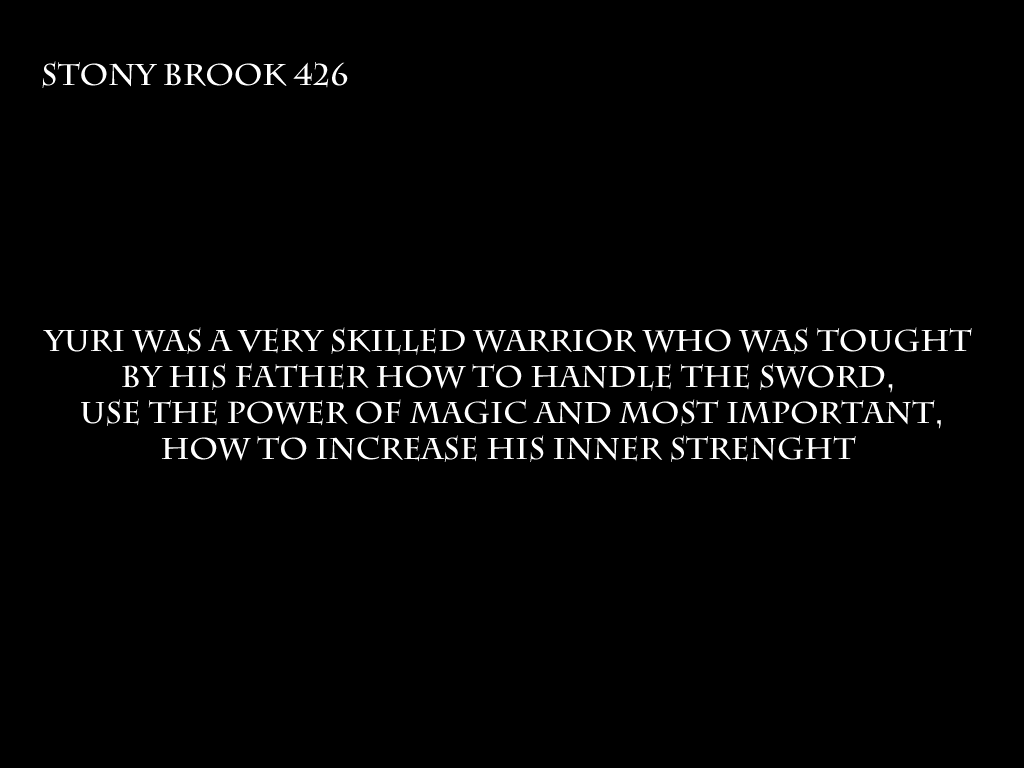 STONY BROOK 426
YURI WAS A VERY SKILLED WARRIOR WHO WAS TOUGHT
BY HIS FATHER HOW TO HANDLE THE SWORD,
USE THE POWER OF MAGIC AND MOST IMPORTANT,
HOW TO INCREASE HIS INNER STRENGHT